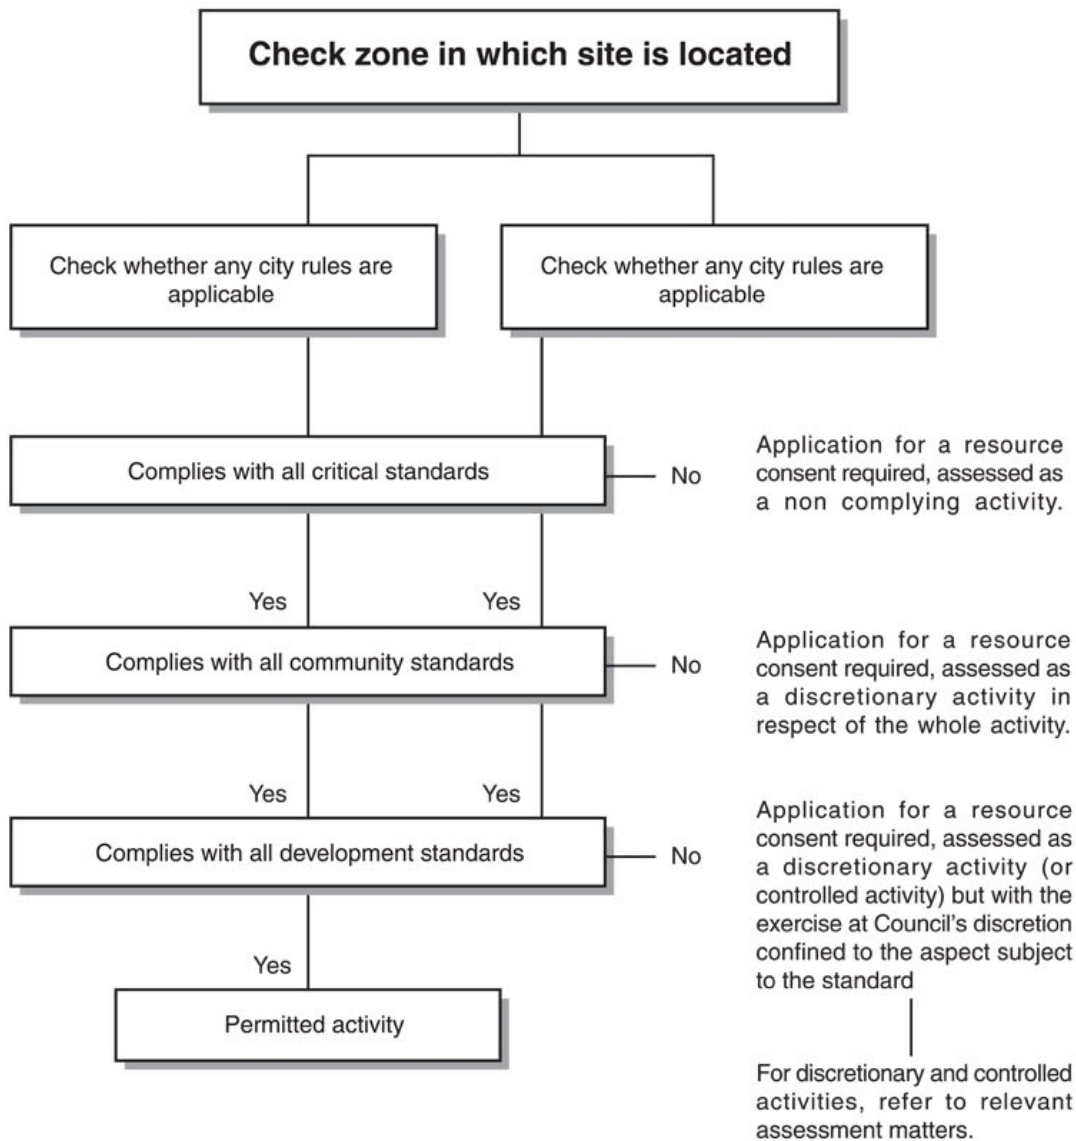 Check zone in which site is located
Check whether any city rules are
applicable
Check whether any city rules are
applicable
Complies with all critical standards
No
Application for a resource
consent required, assessed as
a non complying activity.
Yes
Yes
Complies with all community standards
No
Application for a resource
consent required, assessed as
a discretionary activity in
respect of the whole activity.
Yes
Yes
Complies with all development standards
No
Application for a resource
consent required, assessed as
a discretionary activity (or
controlled activity) but with the
exercise at Council's discretion
confined to the aspect subject
to the standard
Yes
Permitted activity
For discretionary and controlled
activities, refer to relevant
assessment matters.